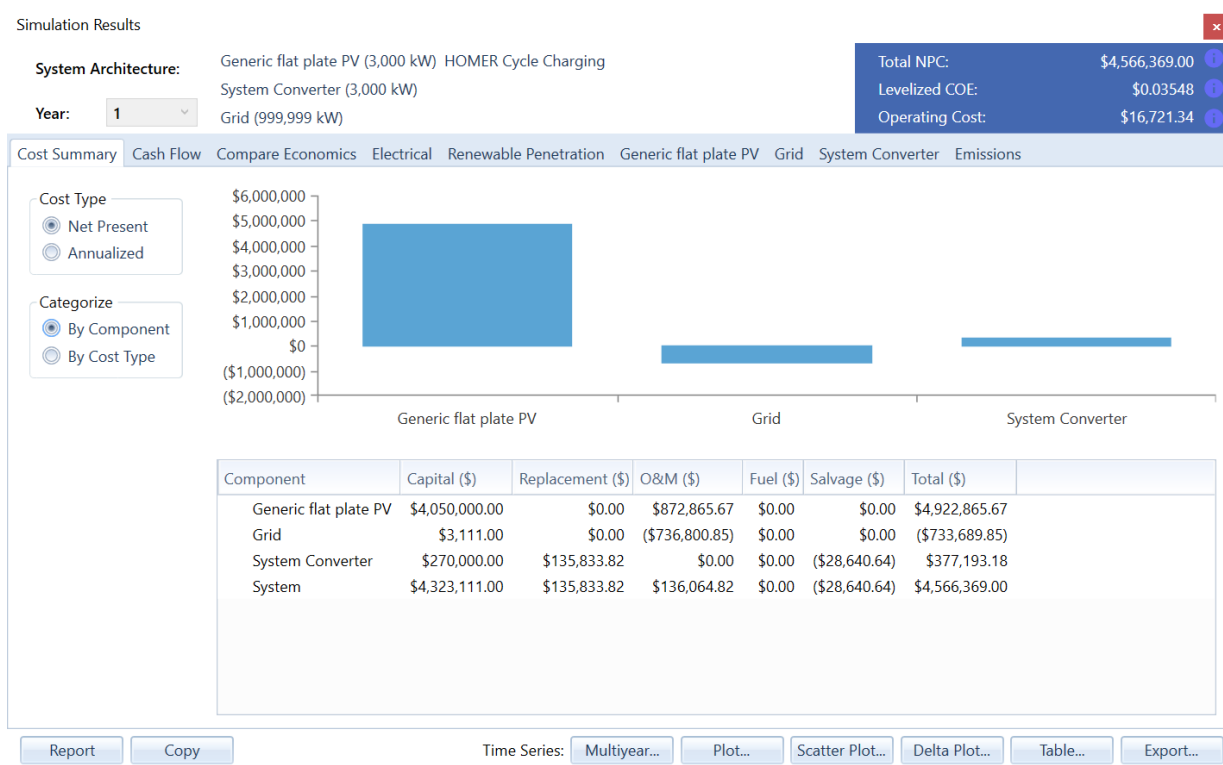 Simulation Results
x
System Architecture:
Generic flat plate PV (3,000 kW) HOMER Cycle Charging
System Converter (3,000 kW)
Grid (999,999 kW)
Year: 1
Total NPC: $4,566,369.00
Levelized COE: $0.03548
Operating Cost: $16,721.34
Cost Summary Cash Flow Compare Economics Electrical Renewable Penetration Generic flat plate PV Grid System Converter Emissions
Cost Type
Net Present
Annualized
Categorize
By Component
By Cost Type
$6,000,000
$5,000,000
$4,000,000
$3,000,000
$2,000,000
$1,000,000
$0
($1,000,000)
($2,000,000)
Generic flat plate PV Grid System Converter
Component Capital ($) Replacement ($) O&M ($) Fuel ($) Salvage ($) Total ($)
Generic flat plate PV $4,050,000.00 $0.00 $872,865.67 $0.00 $0.00 $4,922,865.67
Grid $3,111.00 $0.00 ($736,800.85) $0.00 $0.00 ($733,689.85)
System Converter $270,000.00 $135,833.82 $0.00 $0.00 ($28,640.64) $377,193.18
System $4,323,111.00 $135,833.82 $136,064.82 $0.00 ($28,640.64) $4,566,369.00
Report Copy Time Series: Multiyear... Plot... Scatter Plot... Delta Plot... Table... Export...